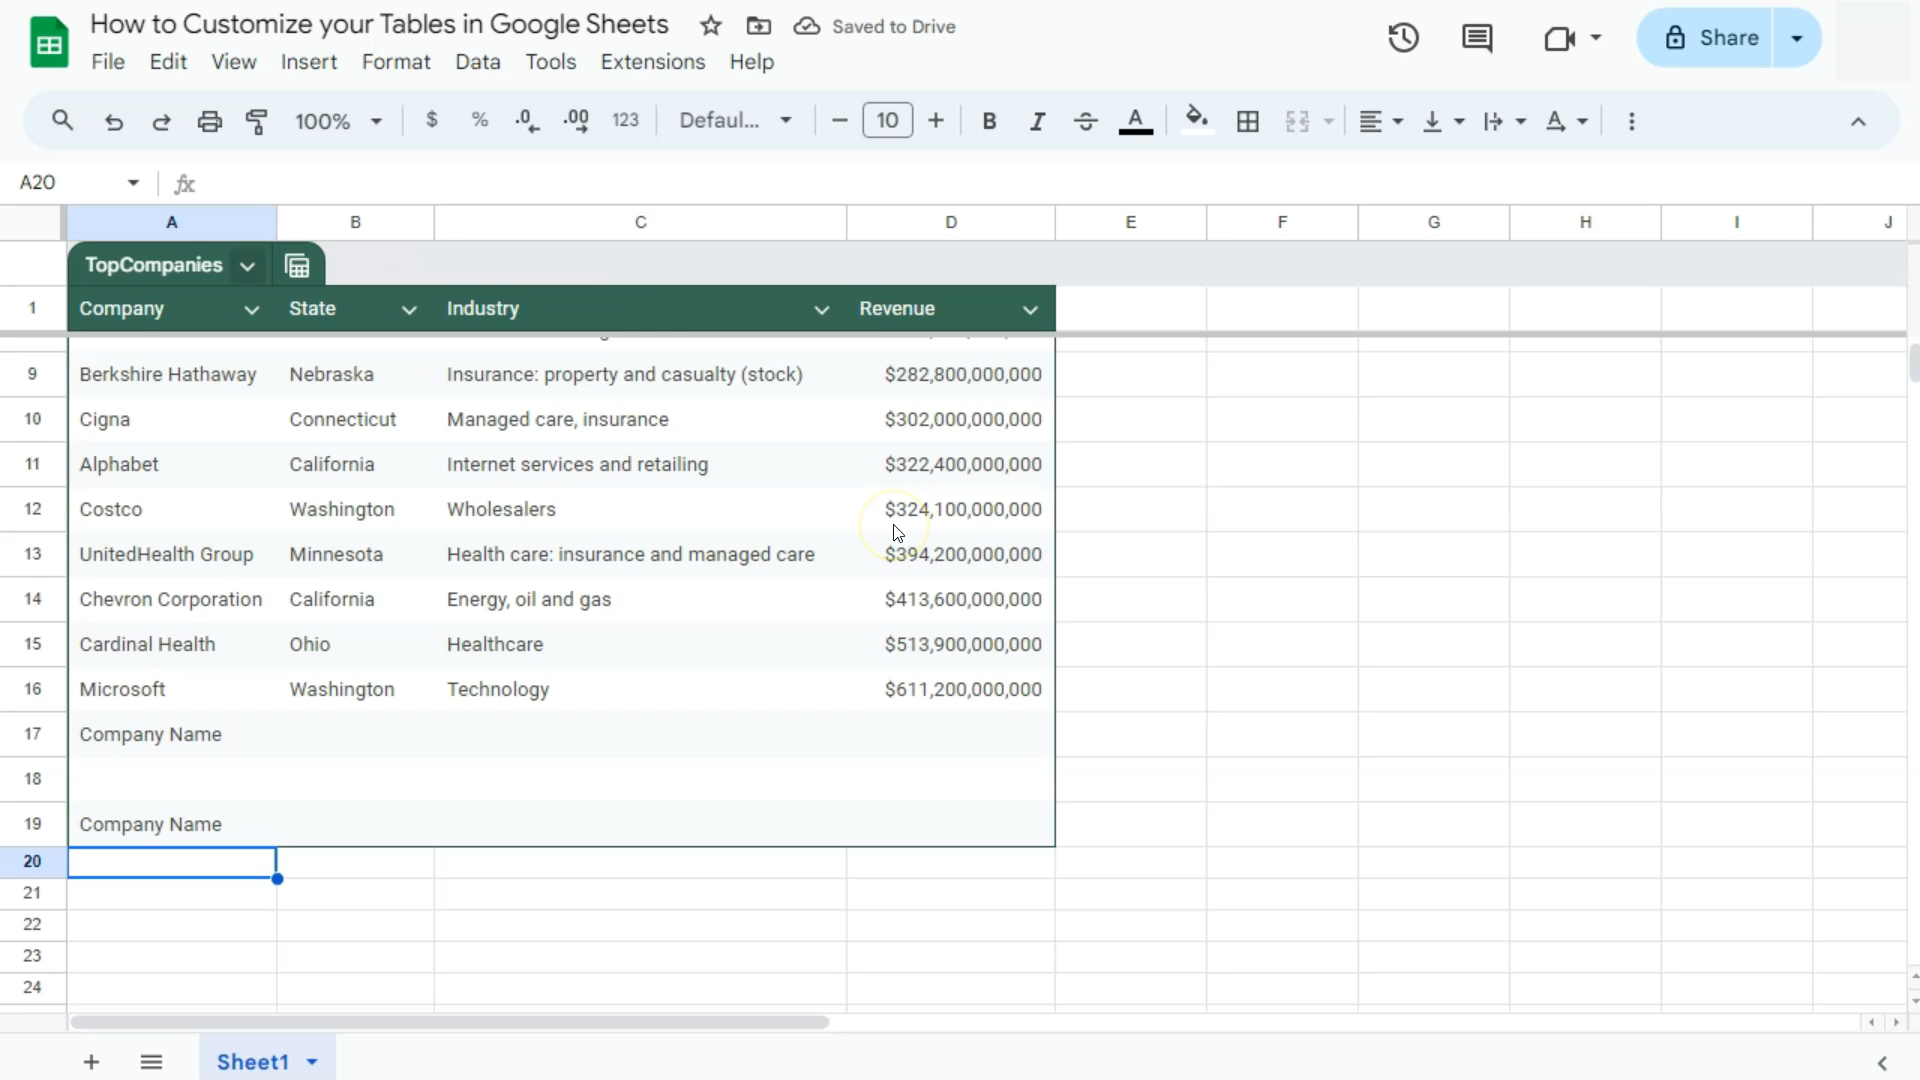 How to Customize your Tables in Google Sheets Saved to Drive
File Edit View Insert Format Data Tools Extensions Help
Share
100% $ % .0 .00 123 Defaul... 10 B I A A
A20 fx
A B C D E F G H I J
TopCompanies
1 Company State Industry Revenue
9 Berkshire Hathaway Nebraska Insurance: property and casualty (stock) $282,800,000,000
10 Cigna Connecticut Managed care, insurance $302,000,000,000
11 Alphabet California Internet services and retailing $322,400,000,000
12 Costco Washington Wholesalers $324,100,000,000
13 UnitedHealth Group Minnesota Health care: insurance and managed care $394,200,000,000
14 Chevron Corporation California Energy, oil and gas $413,600,000,000
15 Cardinal Health Ohio Healthcare $513,900,000,000
16 Microsoft Washington Technology $611,200,000,000
17 Company Name
18
19 Company Name
20
21
22
23
24
Sheet1